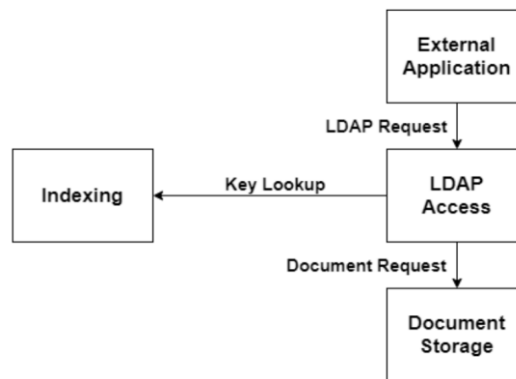 External
Application
LDAP Request
Indexing
Key Lookup
LDAP
Access
Document Request
Document
Storage